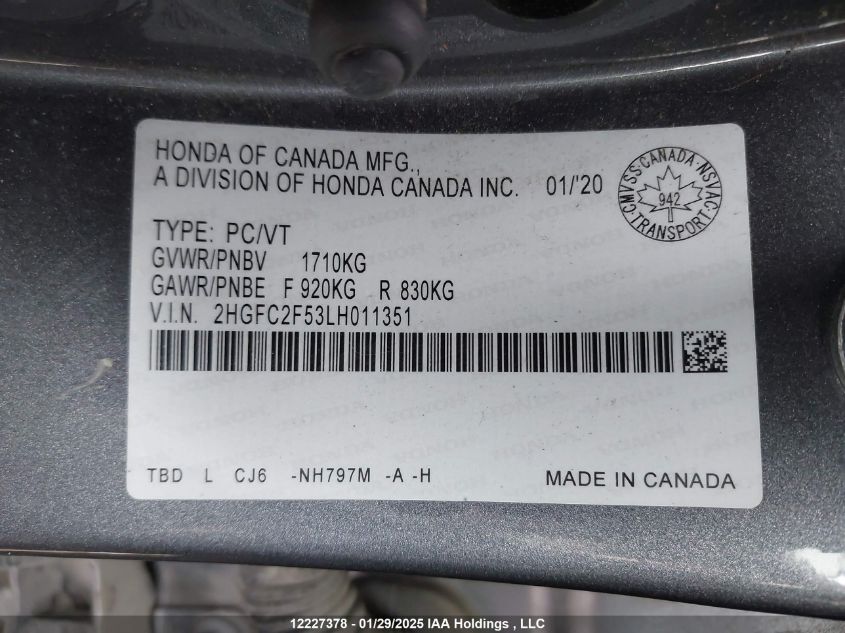 HONDA OF CANADA MFG.,
A DIVISION OF HONDA CANADA INC. 01/'20
CMVSS·CANADA·NSVAC·TRANSPORT·
942
TYPE: PC/VT
GVWR/PNBV 1710KG
GAWR/PNBE F 920KG R 830KG
V.I.N. 2HGFC2F53LH011351
TBD L CJ6 -NH797M -A -H MADE IN CANADA
12227378 - 01/29/2025 IAA Holdings , LLC